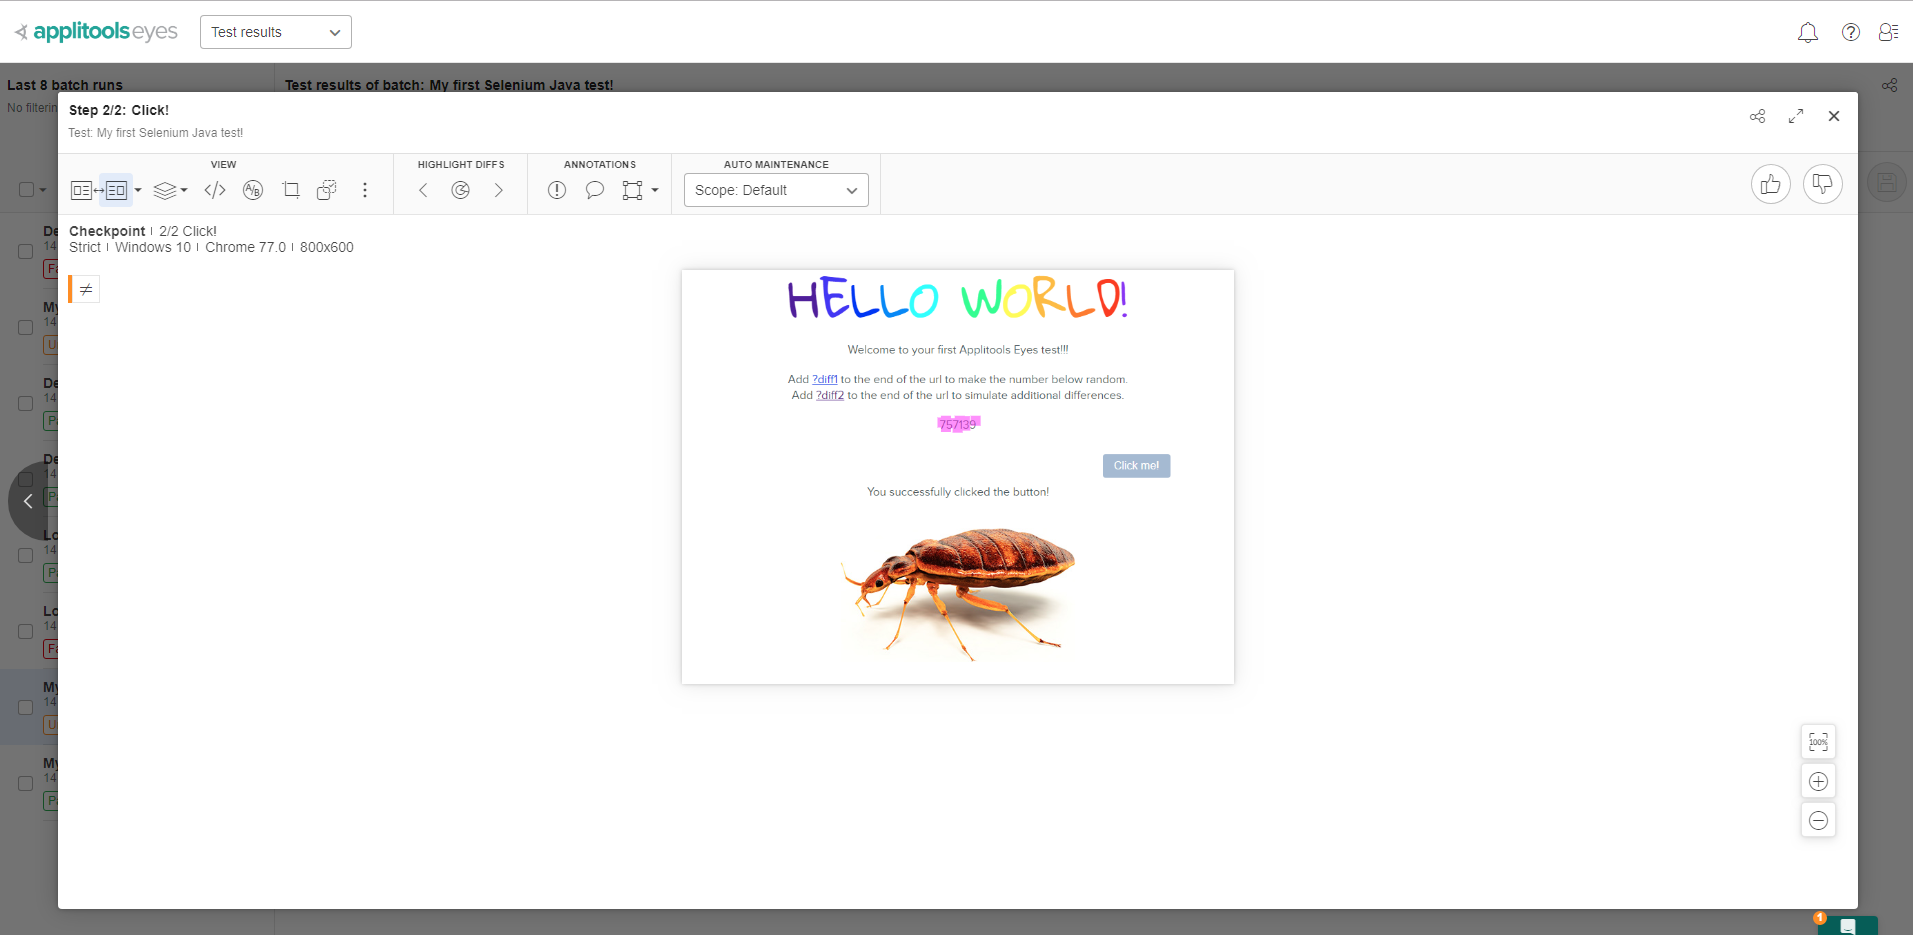 applitools eyes
Test results
Last 8 batch runs
Test results of batch: My first Selenium Java test!
No filterin
Step 2/2: Click!
Test: My first Selenium Java test!
VIEW
HIGHLIGHT DIFFS
ANNOTATIONS
AUTO MAINTENANCE
A/B
Scope: Default
Checkpoint | 2/2 Click!
Strict | Windows 10 | Chrome 77.0 | 800x600
≠
HELLO WORLD!
Welcome to your first Applitools Eyes test!!!
Add ?diff1 to the end of the url to make the number below random.
Add ?diff2 to the end of the url to simulate additional differences.
757139
Click me!
You successfully clicked the button!
De
14
Fa
My
14
U
De
14
Pa
De
14
P
Lo
14
Pa
Lo
14
Fa
My
14
U
My
14
Pa
100%
1